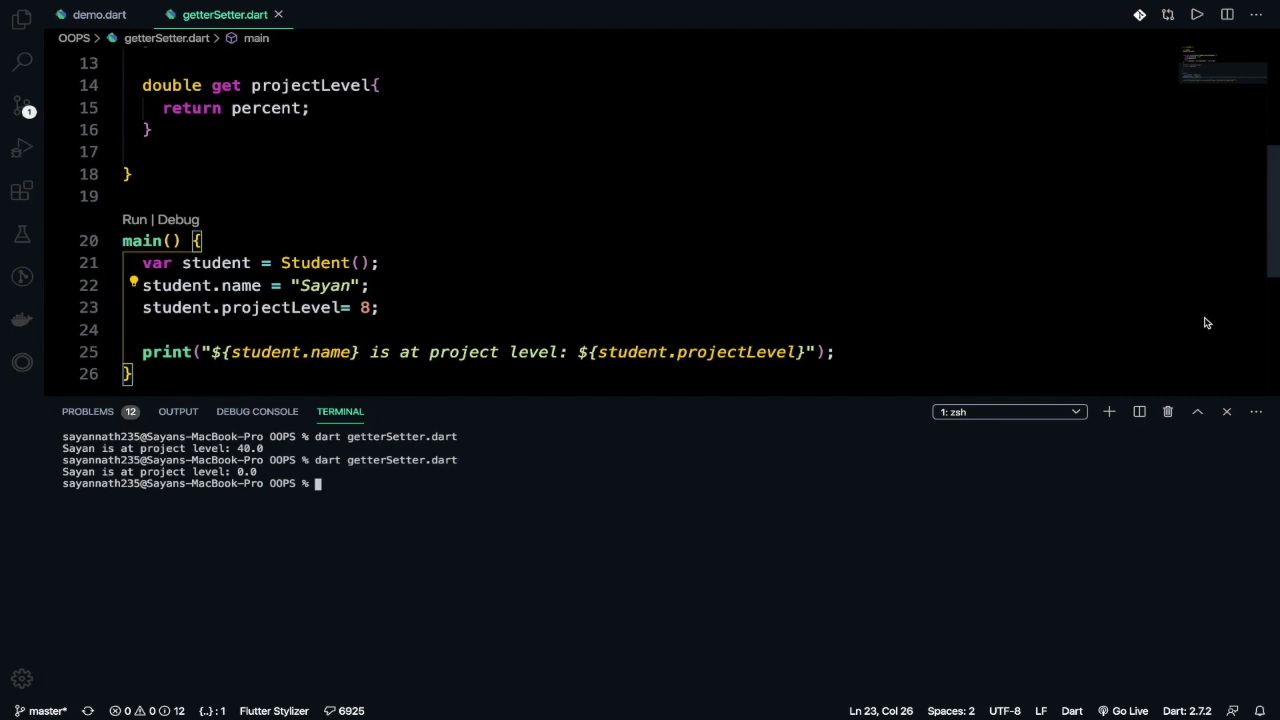 demo.dart getterSetter.dart
OOPS > getterSetter.dart > main
13
14 double get projectLevel{
15 return percent;
16 }
17
18 }
19
Run | Debug
20 main() {
21 var student = Student();
22 student.name = "Sayan";
23 student.projectLevel= 8;
24
25 print("${student.name} is at project level: ${student.projectLevel}");
26 }
1
PROBLEMS 12 OUTPUT DEBUG CONSOLE TERMINAL 1: zsh
sayannath235@Sayans-MacBook-Pro OOPS % dart getterSetter.dart
Sayan is at project level: 40.0
sayannath235@Sayans-MacBook-Pro OOPS % dart getterSetter.dart
Sayan is at project level: 0.0
sayannath235@Sayans-MacBook-Pro OOPS %
master* 0 0 12 {..}: 1 Flutter Stylizer 6925 Ln 23, Col 26 Spaces: 2 UTF-8 LF Dart Go Live Dart: 2.7.2